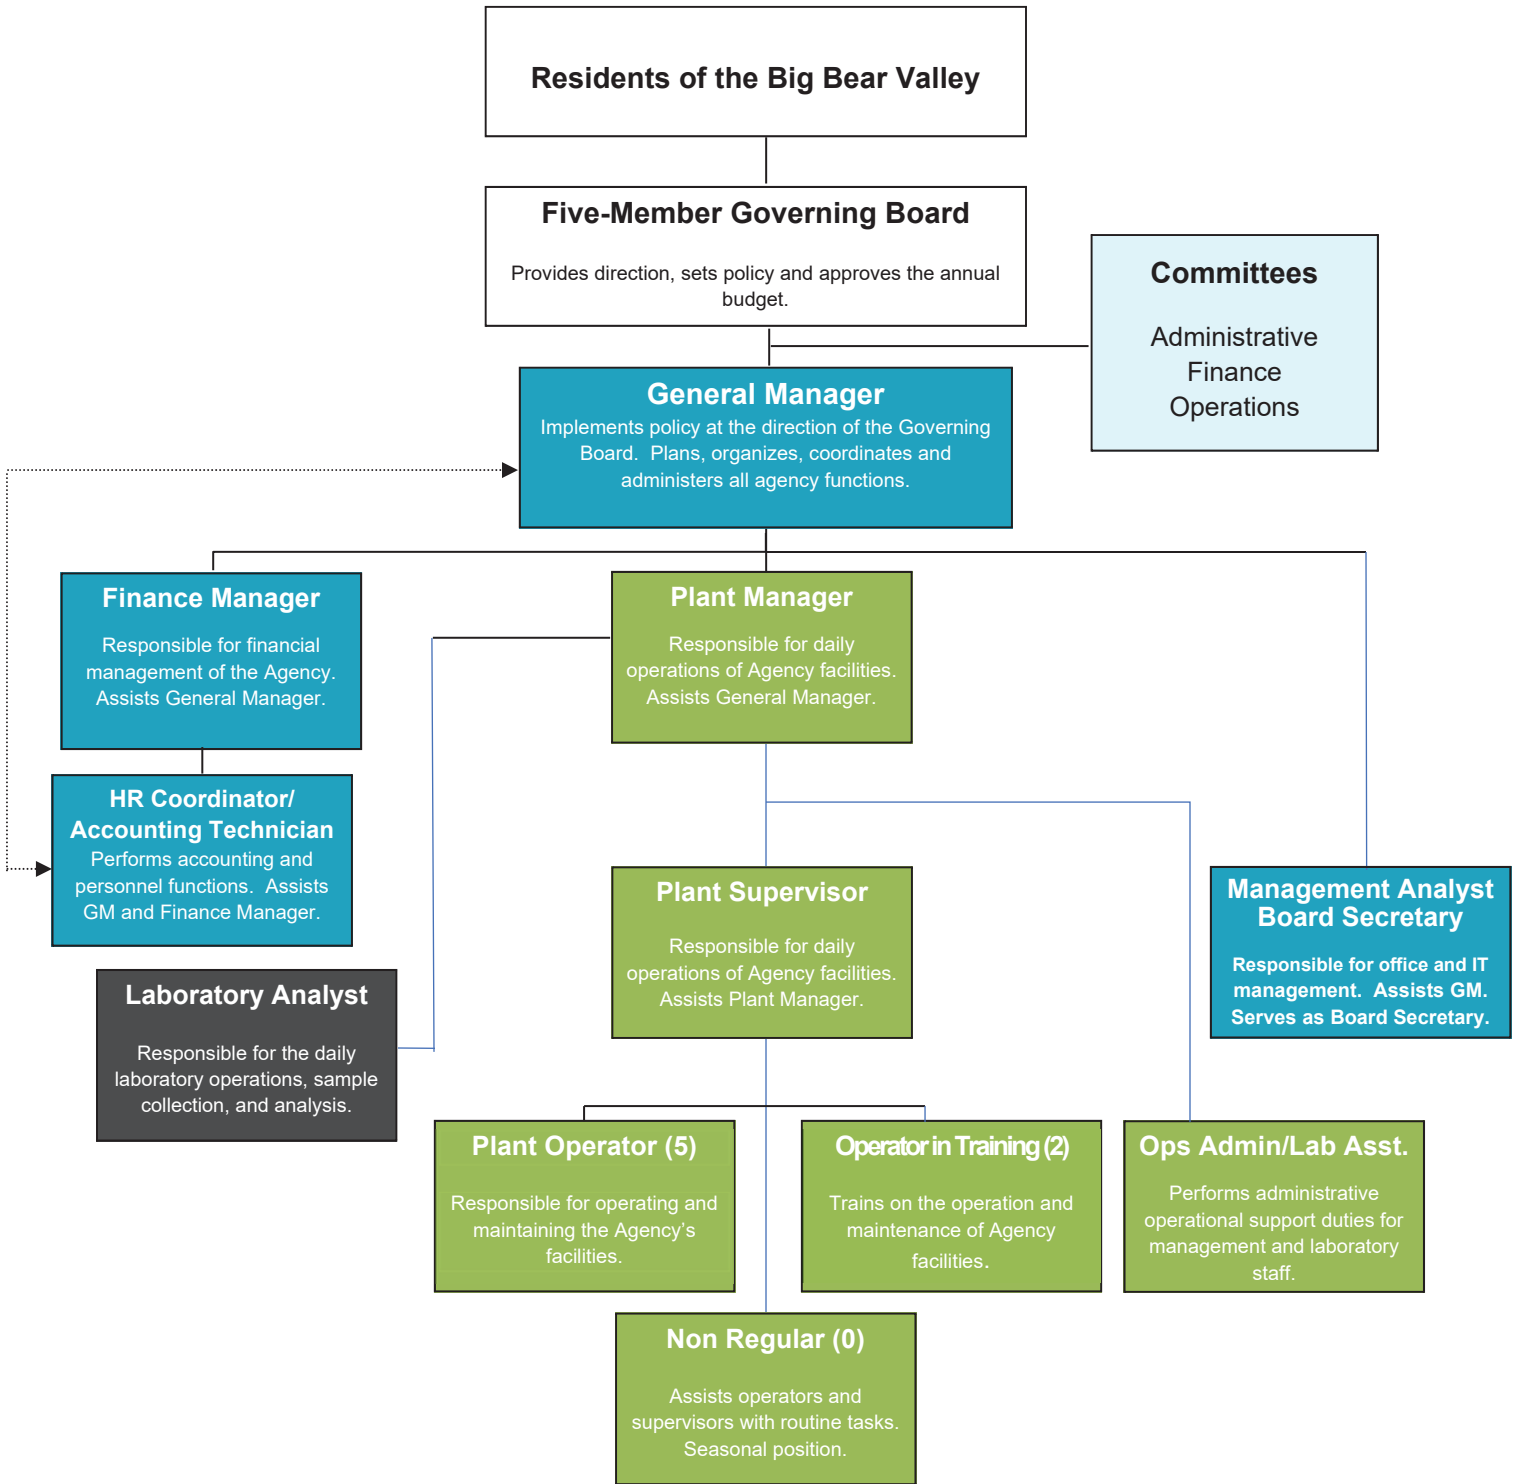 Residents of the Big Bear Valley
Five-Member Governing Board
Provides direction, sets policy and approves the annual
budget.
Committees
Administrative
Finance
Operations
General Manager
Implements policy at the direction of the Governing
Board.  Plans, organizes, coordinates and
administers all agency functions.
Finance Manager
Responsible for financial
management of the Agency.
Assists General Manager.
Plant Manager
Responsible for daily
operations of Agency facilities.
Assists General Manager.
HR Coordinator/
Accounting Technician
Performs accounting and
personnel functions.  Assists
GM and Finance Manager.
Plant Supervisor
Responsible for daily
operations of Agency facilities.
Assists Plant Manager.
Management Analyst
Board Secretary
Responsible for office and IT
management.  Assists GM.
Serves as Board Secretary.
Laboratory Analyst
Responsible for the daily
laboratory operations, sample
collection, and analysis.
Plant Operator (5)
Responsible for operating and
maintaining the Agency’s
facilities.
Operator in Training (2)
Trains on the operation and
maintenance of Agency
facilities.
Ops Admin/Lab Asst.
Performs administrative
operational support duties for
management and laboratory
staff.
Non Regular (0)
Assists operators and
supervisors with routine tasks.
Seasonal position.